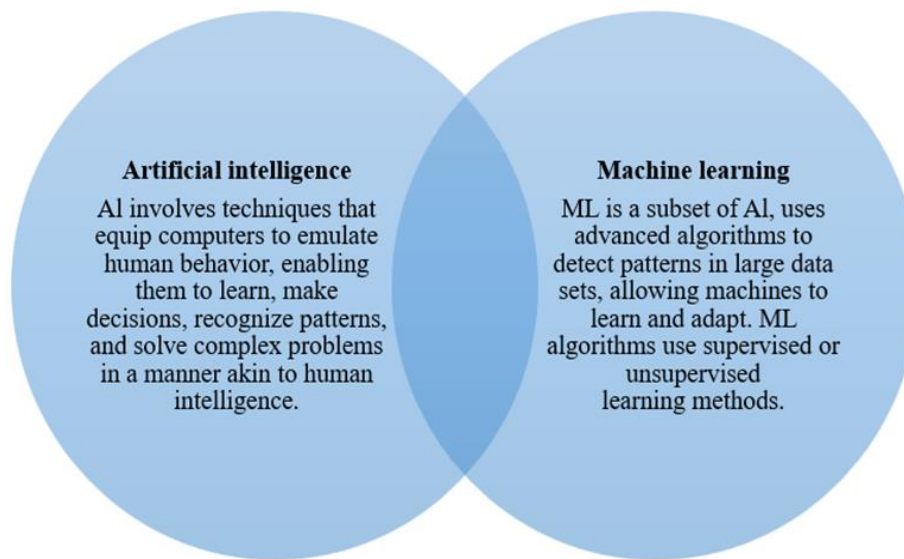 Artificial intelligence
AI involves techniques that
equip computers to emulate
human behavior, enabling
them to learn, make
decisions, recognize patterns,
and solve complex problems
in a manner akin to human
intelligence.
Machine learning
ML is a subset of AI, uses
advanced algorithms to
detect patterns in large data
sets, allowing machines to
learn and adapt. ML
algorithms use supervised or
unsupervised
learning methods.